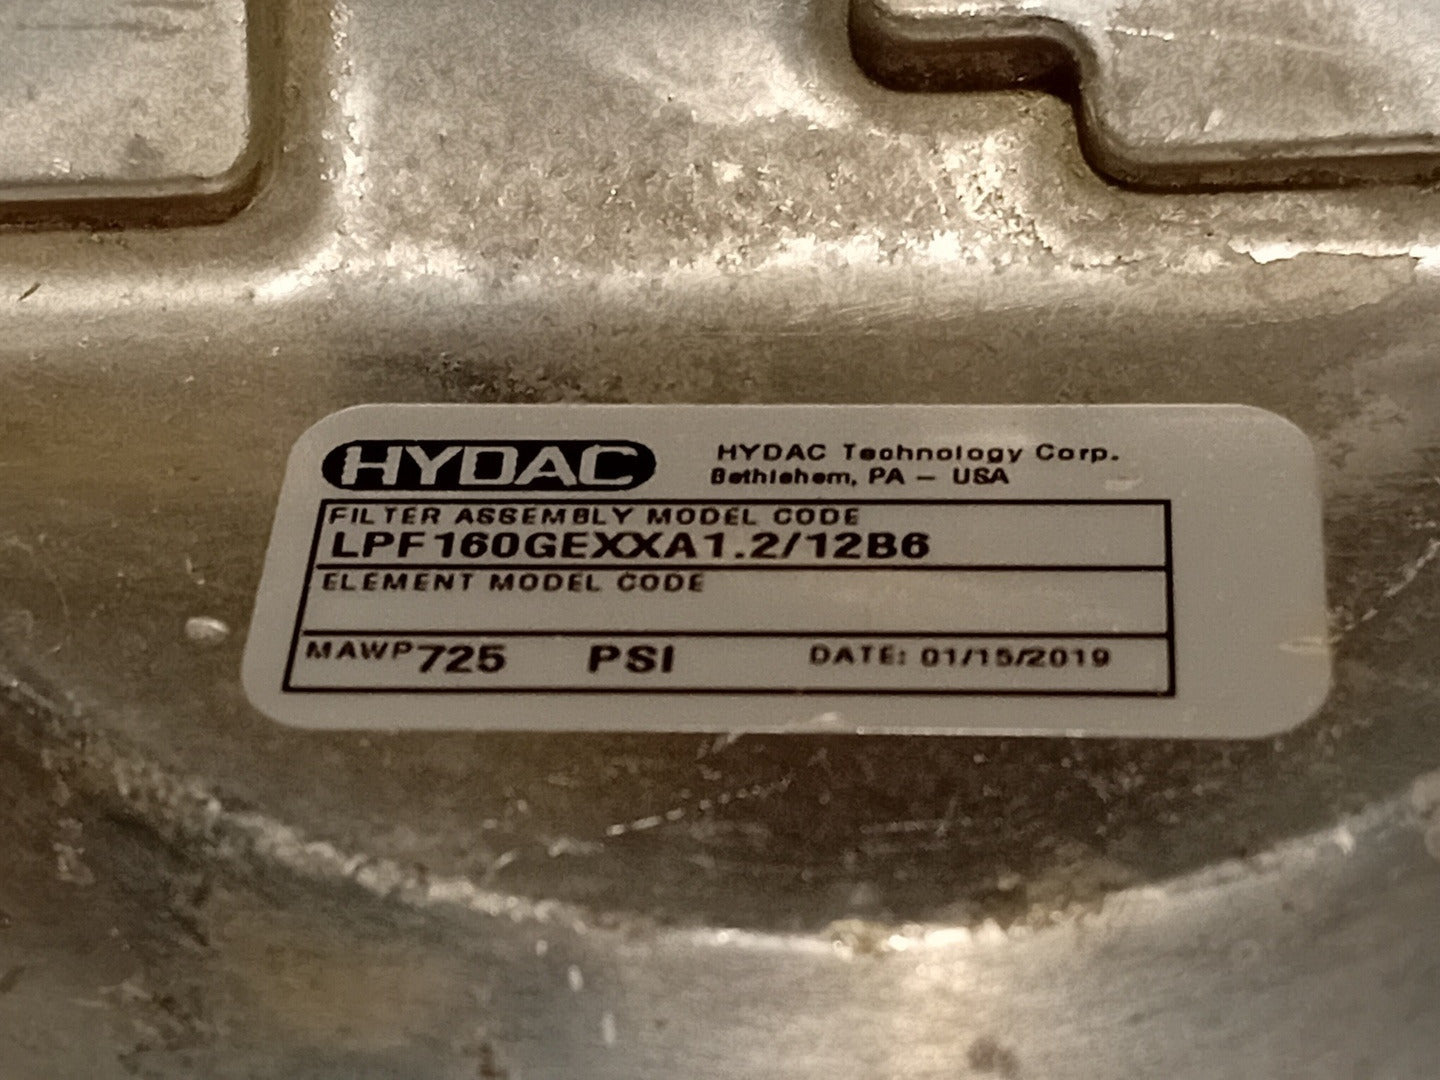 HYDAC
HYDAC Technology Corp.
Bethlehem, PA – USA
FILTER ASSEMBLY MODEL CODE
LPF160GEXXA1.2/12B6
ELEMENT MODEL CODE
MAWP 725 PSI DATE: 01/15/2019